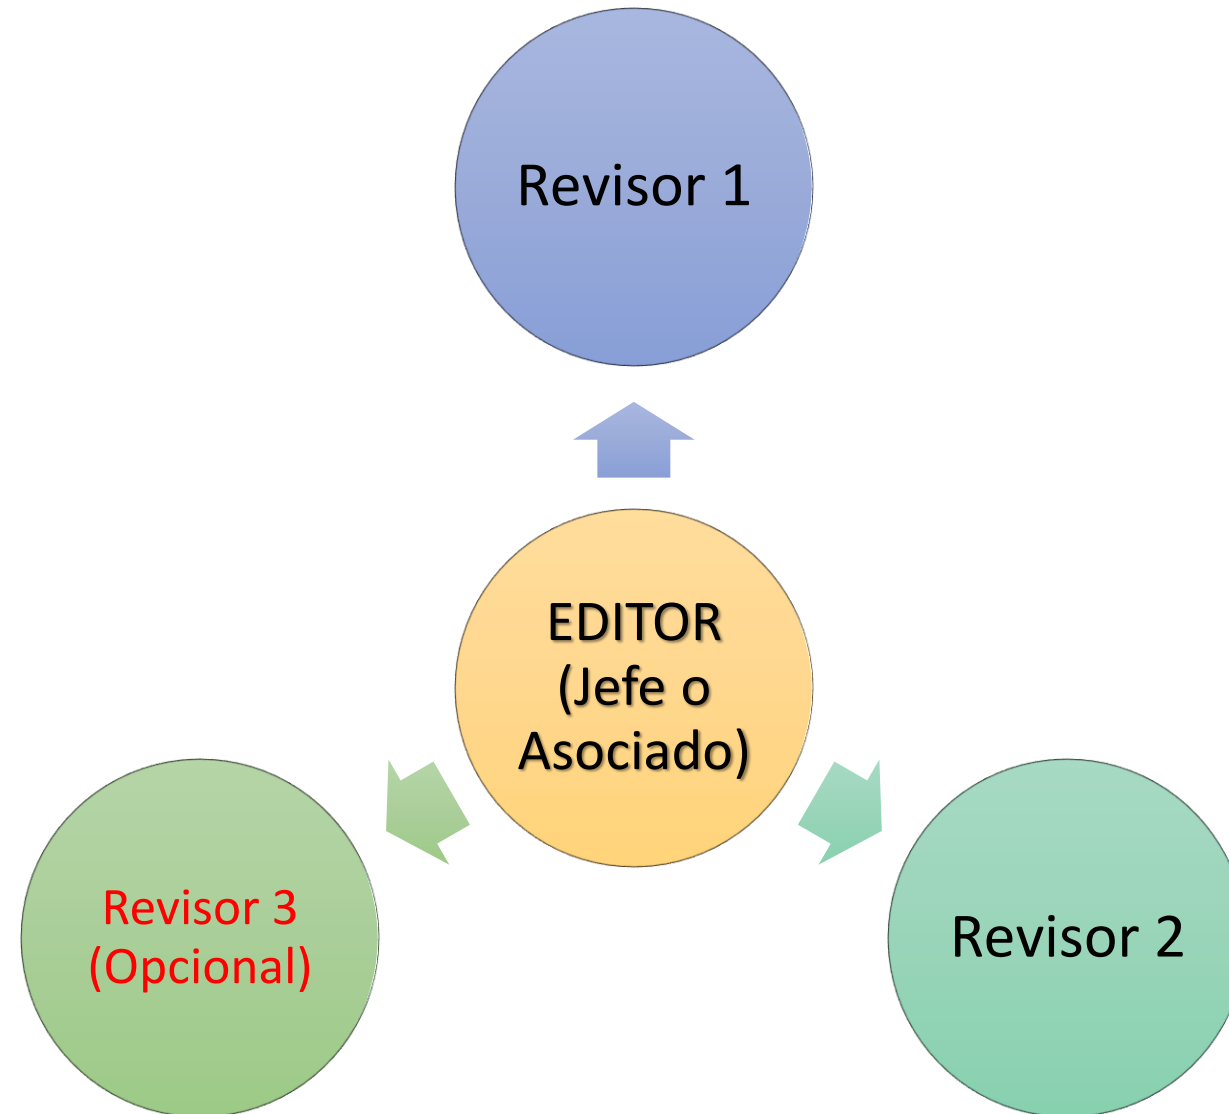 Revisor 1
EDITOR
(Jefe o
Asociado)
Revisor 3
(Opcional)
Revisor 2